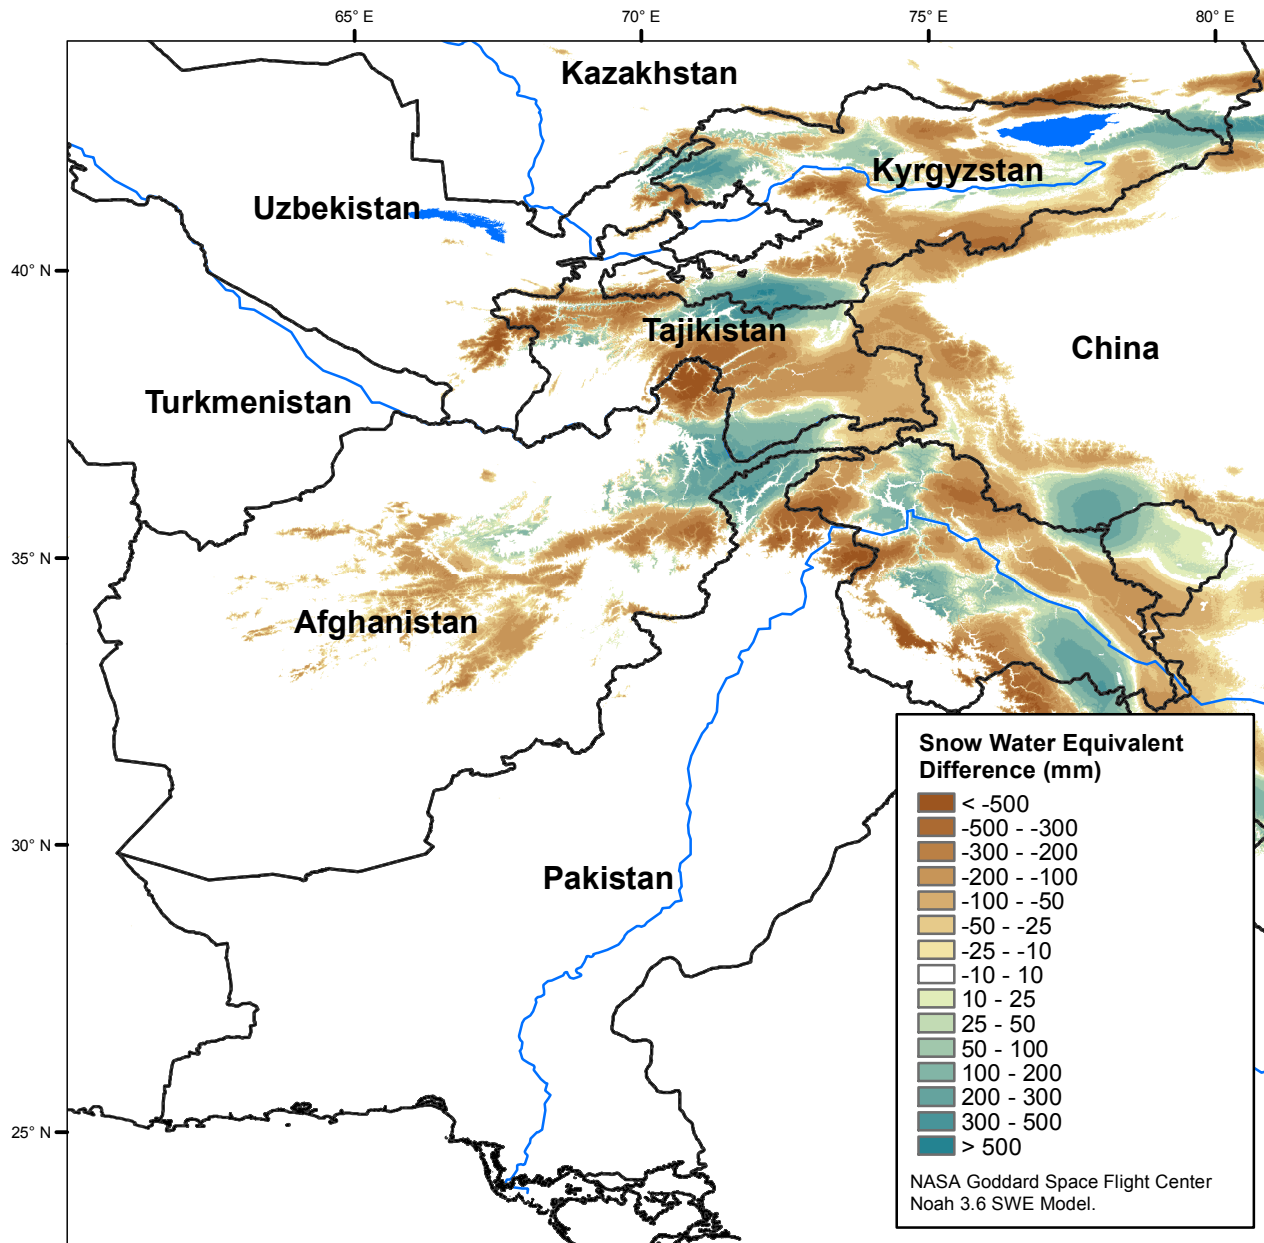 65° E
70° E
75° E
80° E
Kazakhstan
Kyrgyzstan
Uzbekistan
40° N
Tajikistan
China
Turkmenistan
35° N
Afghanistan
Snow Water Equivalent
Difference (mm)
< -500
-500 - -300
-300 - -200
-200 - -100
-100 - -50
-50 - -25
-25 - -10
-10 - 10
10 - 25
25 - 50
50 - 100
100 - 200
200 - 300
300 - 500
> 500
30° N
Pakistan
25° N
NASA Goddard Space Flight Center
Noah 3.6 SWE Model.